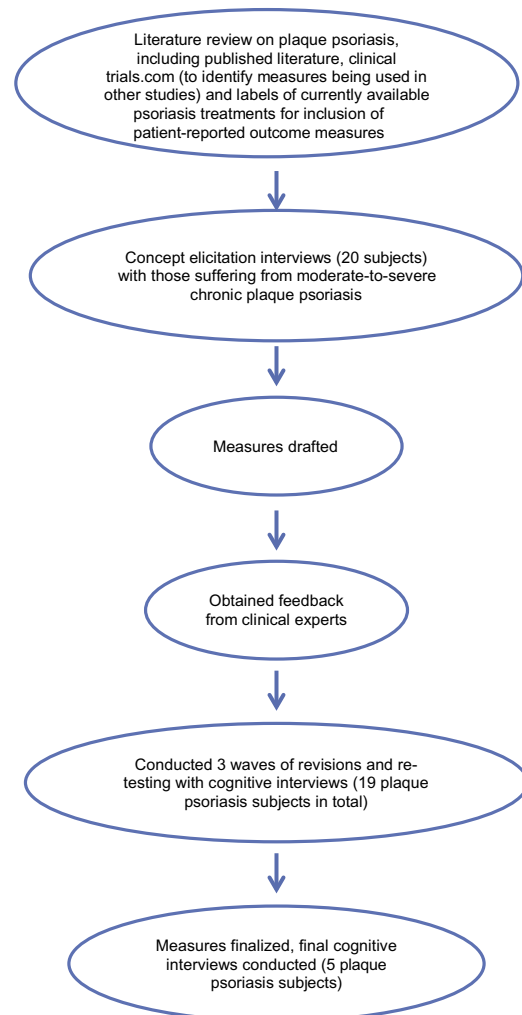 Literature review on plaque psoriasis,
including published literature, clinical
trials.com (to identify measures being used in
other studies) and labels of currently available
psoriasis treatments for inclusion of
patient-reported outcome measures
Concept elicitation interviews (20 subjects)
with those suffering from moderate-to-severe
chronic plaque psoriasis
Measures drafted
Obtained feedback
from clinical experts
Conducted 3 waves of revisions and re-
testing with cognitive interviews (19 plaque
psoriasis subjects in total)
Measures finalized, final cognitive
interviews conducted (5 plaque
psoriasis subjects)